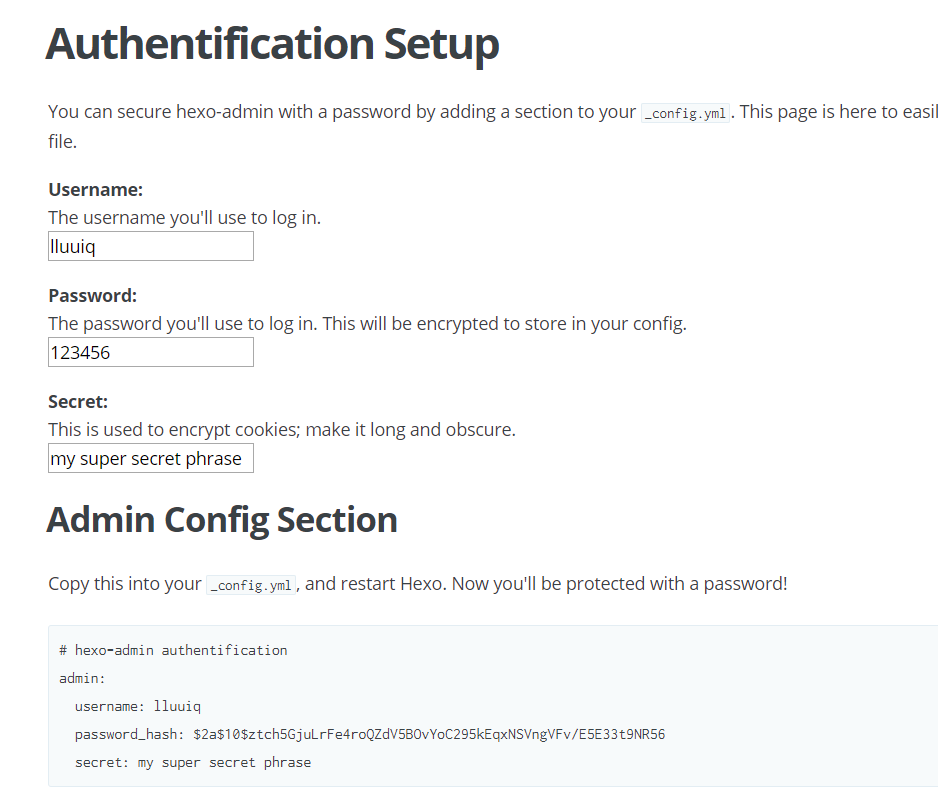 Authentification Setup
You can secure hexo-admin with a password by adding a section to your _config.yml. This page is here to easil
file.
Username:
The username you'll use to log in.
lluuiq
Password:
The password you'll use to log in. This will be encrypted to store in your config.
123456
Secret:
This is used to encrypt cookies; make it long and obscure.
my super secret phrase
Admin Config Section
Copy this into your _config.yml, and restart Hexo. Now you'll be protected with a password!
# hexo-admin authentification
admin:
username: lluuiq
password_hash: $2a$10$ztch5GjuLrFe4roQZdV5BOvYoC295kEqxNSVngVFv/E5E33t9NR56
secret: my super secret phrase